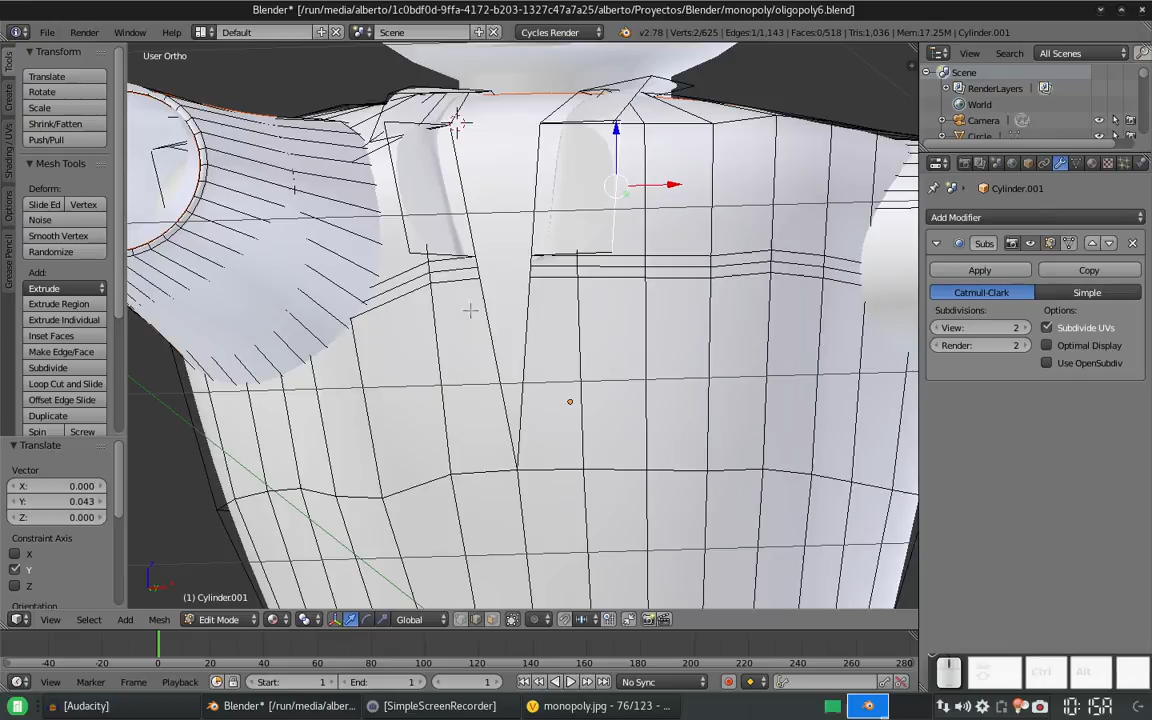 Blender* [/run/media/alberto/1c0bdf0d-9ffa-4172-b203-1327c47a7a25/alberto/Proyectos/Blender/monopoly/oligopoly6.blend]
File Render Window Help Default Scene Cycles Render v2.78 | Verts:2/625 | Edges:1/1,143 | Faces:0/518 | Tris:1,036 | Mem:17.25M | Cylinder.001
Tools
Create
Shading / UVs
Options
Grease Pencil
Transform
Translate
Rotate
Scale
Shrink/Fatten
Push/Pull
Mesh Tools
Deform:
Slide Ed Vertex
Noise
Smooth Vertex
Randomize
Add:
Extrude
Extrude Region
Extrude Individual
Inset Faces
Make Edge/Face
Subdivide
Loop Cut and Slide
Offset Edge Slide
Duplicate
Spin Screw
Translate
Vector
X: 0.000
Y: 0.043
Z: 0.000
Constraint Axis
X
Y
Z
Orientation
User Ortho
(1) Cylinder.001
View Search All Scenes
Scene
RenderLayers
World
Camera
Circle
Cylinder.001
Add Modifier
Subs
Apply Copy
Catmull-Clark Simple
Subdivisions: Options:
View: 2 Subdivide UVs
Render: 2 Optimal Display
Use OpenSubdiv
View Select Add Mesh Edit Mode Global
-40 -20 0 20 40 60 80 100 120 140 160 180 200 220 240 260 280
View Marker Frame Playback Start: 1 End: 1 1 No Sync
Ctrl Alt
[Audacity] Blender* [/run/media/alber... [SimpleScreenRecorder] monopoly.jpg - 76/123 - ...